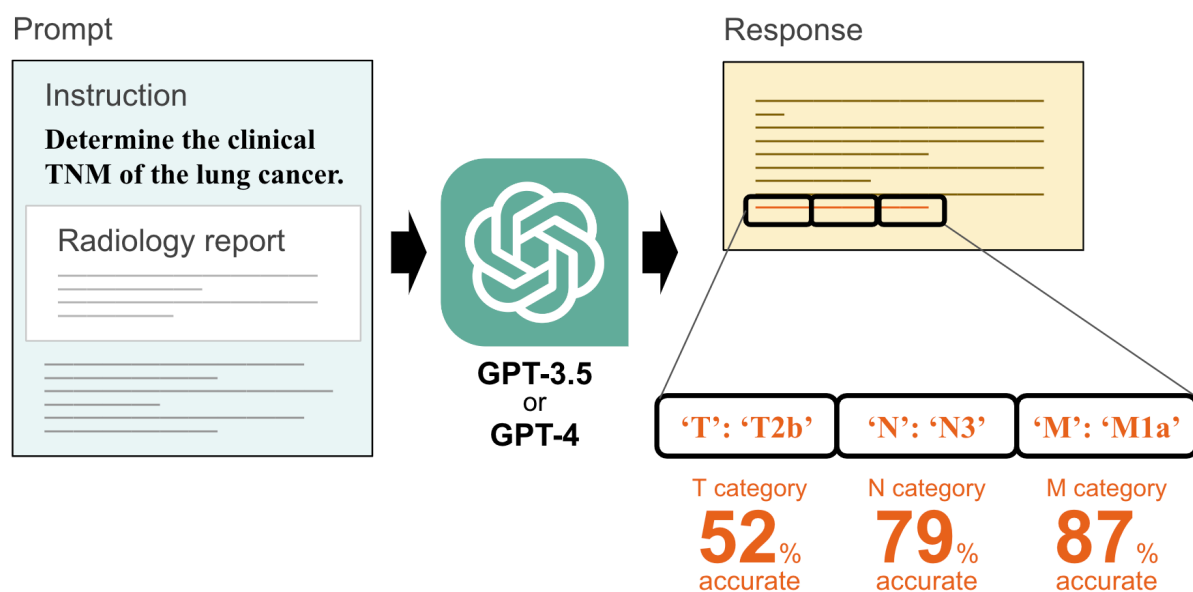 Prompt
Instruction
Determine the clinical
TNM of the lung cancer.
Radiology report
GPT-3.5
or
GPT-4
Response
‘T’: ‘T2b’
‘N’: ‘N3’
‘M’: ‘M1a’
T category
52%
accurate
N category
79%
accurate
M category
87%
accurate